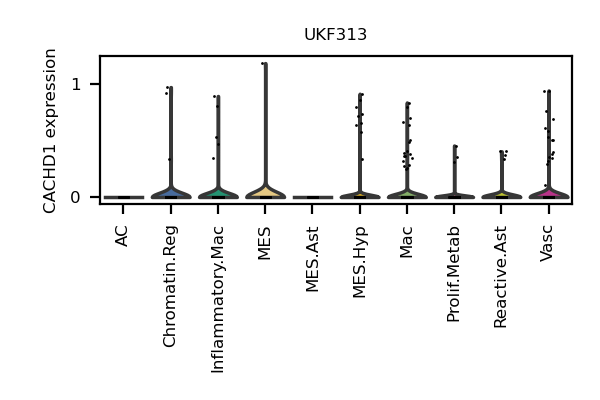 UKF313
CACHD1 expression
1
0
AC
Chromatin.Reg
Inflammatory.Mac
MES
MES.Ast
MES.Hyp
Mac
Prolif.Metab
Reactive.Ast
Vasc